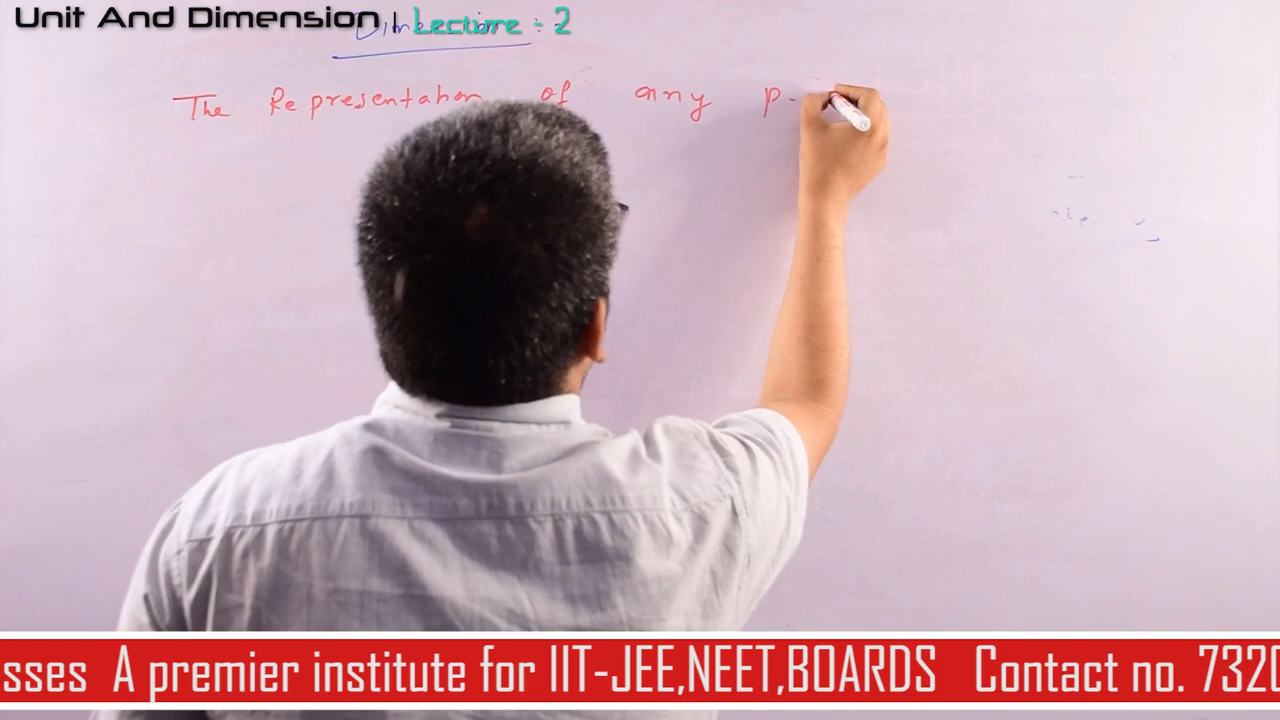 Unit And Dimension | Lecture ÷ 2
Dimension :-
The Representation of any p.
sses A premier institute for IIT-JEE,NEET,BOARDS Contact no. 7320